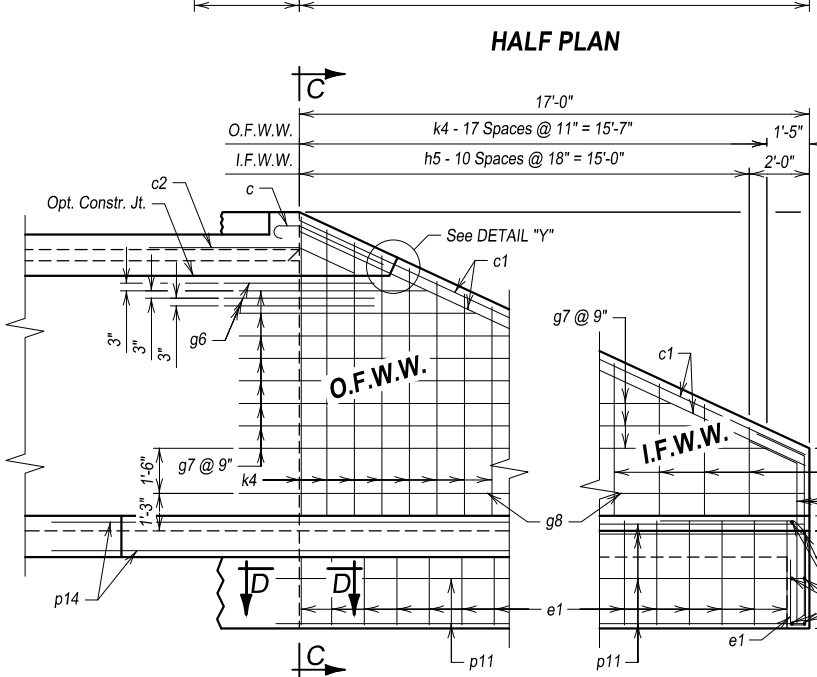 HALF PLAN
C
17'-0"
O.F.W.W.
k4 - 17 Spaces @ 11" = 15'-7"
1'-5"
I.F.W.W.
h5 - 10 Spaces @ 18" = 15'-0"
2'-0"
c2
c
Opt. Constr. Jt.
See DETAIL "Y"
c1
g7 @ 9"
3"
3"
3"
g6
c1
O.F.W.W.
I.F.W.W.
1'-6"
g7 @ 9"
k4
1'-3"
g8
D
D
p14
e1
e1
C
p11
p11